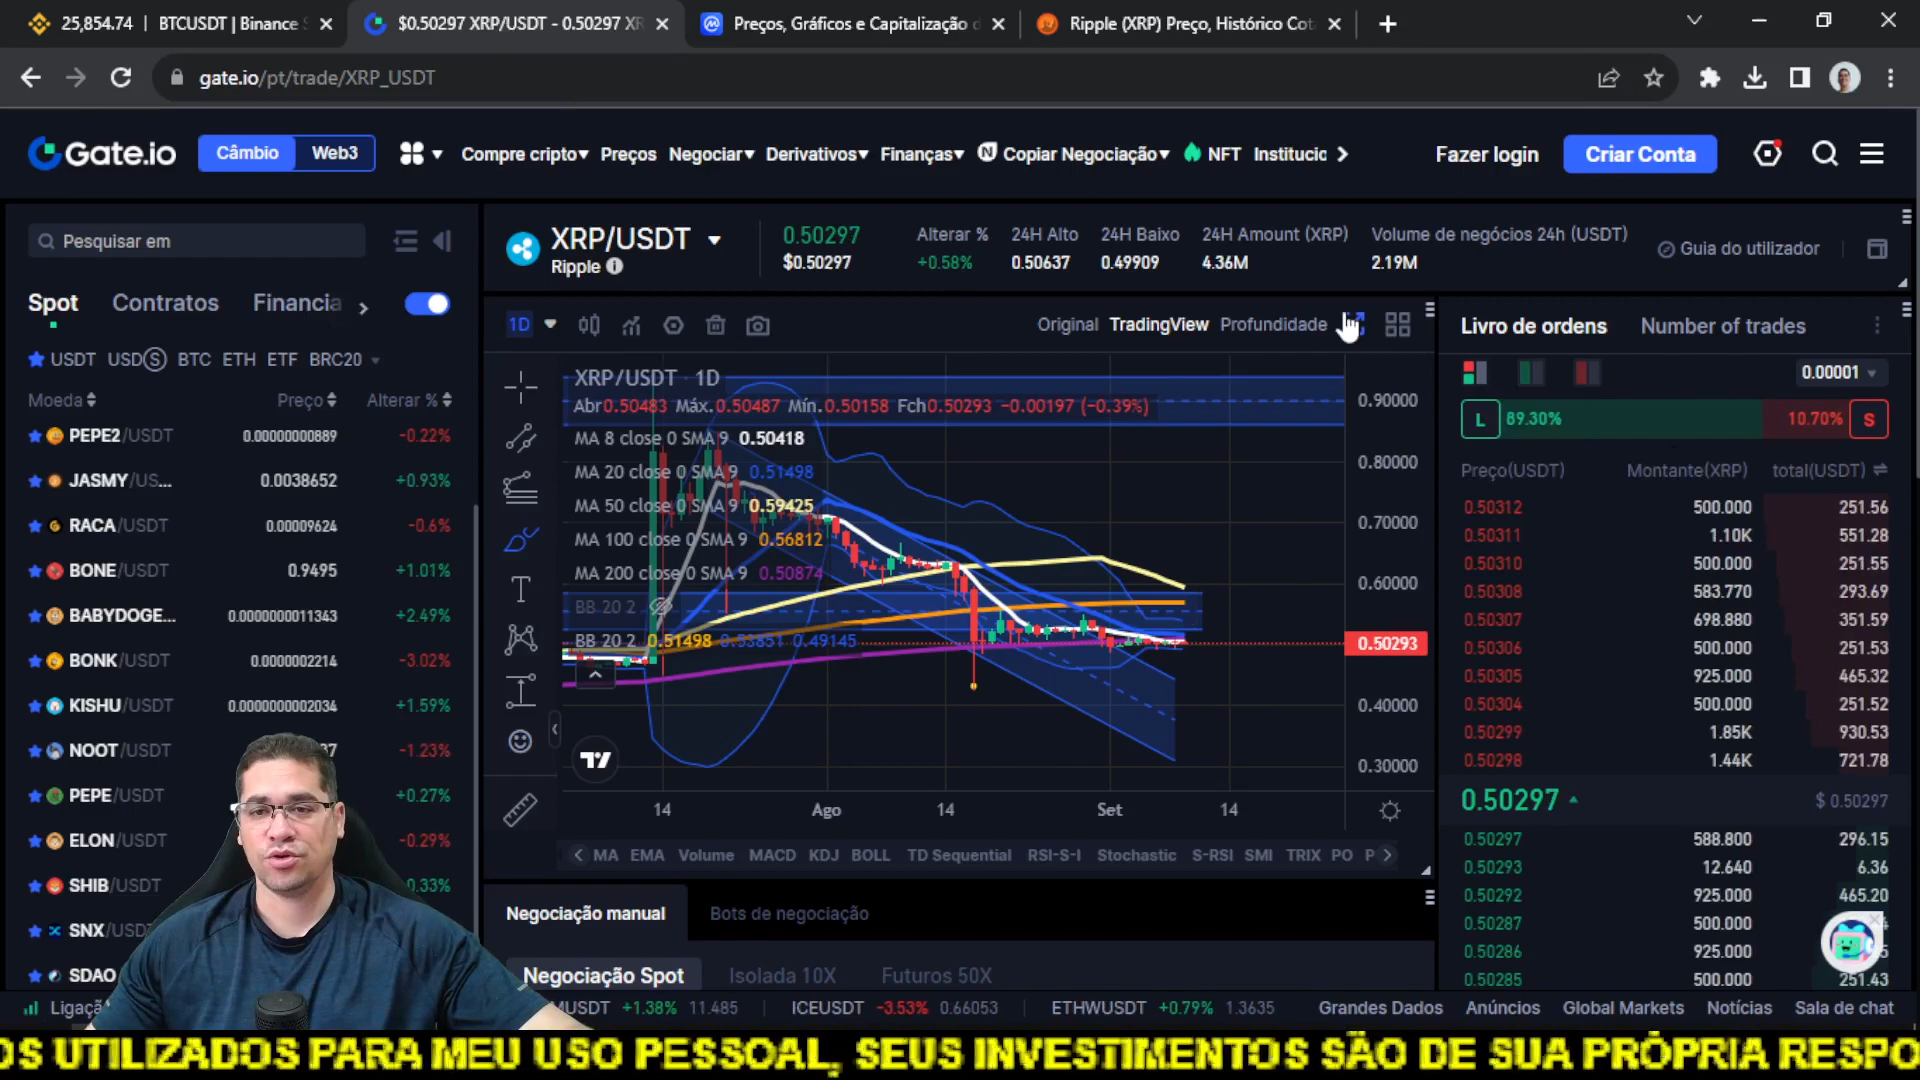 25,854.74 | BTCUSDT | Binance S
$0.50297 XRP/USDT - 0.50297 XR
Preços, Gráficos e Capitalização d
Ripple (XRP) Preço, Histórico Cot
gate.io/pt/trade/XRP_USDT
Gate.io Câmbio Web3 Compre cripto Preços Negociar Derivativos Finanças Copiar Negociação NFT Institucio Fazer login Criar Conta
Pesquisar em
Spot Contratos Financia
USDT USDS BTC ETH ETF BRC20
Moeda Preço Alterar %
PEPE2/USDT 0.00000000889 -0.22%
JASMY/US... 0.0038652 +0.93%
RACA/USDT 0.00009624 -0.6%
BONE/USDT 0.9495 +1.01%
BABYDOGE... 0.0000000011343 +2.49%
BONK/USDT 0.0000002214 -3.02%
KISHU/USDT 0.0000000002034 +1.59%
NOOT/USDT 37 -1.23%
PEPE/USDT +0.27%
ELON/USDT -0.29%
SHIB/USDT 0.33%
SNX/USD
SDAO
XRP/USDT
Ripple
0.50297
$0.50297
Alterar %
+0.58%
24H Alto
0.50637
24H Baixo
0.49909
24H Amount (XRP)
4.36M
Volume de negócios 24h (USDT)
2.19M
Guia do utilizador
1D Original TradingView Profundidade
XRP/USDT · 1D
Abr0.50483 Máx.0.50487 Mín.0.50158 Fch0.50293 -0.00197 (-0.39%)
MA 8 close 0 SMA 9 0.50418
MA 20 close 0 SMA 9 0.51498
MA 50 close 0 SMA 9 0.59425
MA 100 close 0 SMA 9 0.56812
MA 200 close 0 SMA 9 0.50874
BB 20 2
BB 20 2 0.51498 0.53851 0.49145
0.90000
0.80000
0.70000
0.60000
0.50293
0.40000
0.30000
14 Ago 14 Set 14
MA EMA Volume MACD KDJ BOLL TD Sequential RSI-S-I Stochastic S-RSI SMI TRIX PO P
Negociação manual Bots de negociação
Negociação Spot Isolada 10X Futuros 50X
Livro de ordens Number of trades
0.00001
L 89.30% 10.70% S
Preço(USDT) Montante(XRP) total(USDT)
0.50312 500.000 251.56
0.50311 1.10K 551.28
0.50310 500.000 251.55
0.50308 583.770 293.69
0.50307 698.880 351.59
0.50306 500.000 251.53
0.50305 925.000 465.32
0.50304 500.000 251.52
0.50299 1.85K 930.53
0.50298 1.44K 721.78
0.50297 $ 0.50297
0.50297 588.800 296.15
0.50293 12.640 6.36
0.50292 925.000 465.20
0.50287 500.000
0.50286 925.000
0.50285 500.000 251.43
Ligaçã MUSDT +1.38% 11.485 ICEUSDT -3.53% 0.66053 ETHWUSDT +0.79% 1.3635 Grandes Dados Anúncios Global Markets Notícias Sala de chat
OS UTILIZADOS PARA MEU USO PESSOAL, SEUS INVESTIMENTOS SÃO DE SUA PRÓPRIA RESPO